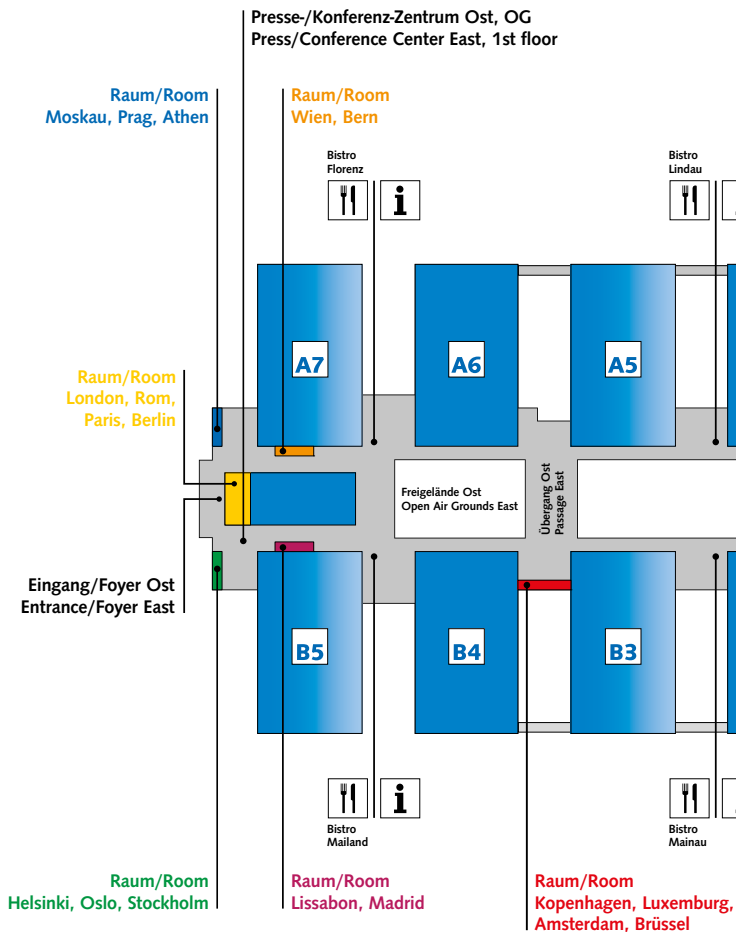 Presse-/Konferenz-Zentrum Ost, OG
Press/Conference Center East, 1st floor
Raum/Room
Moskau, Prag, Athen
Raum/Room
Wien, Bern
Bistro
Florenz
i
Bistro
Lindau
A7
A6
A5
Raum/Room
London, Rom,
Paris, Berlin
Freigelände Ost
Open Air Grounds East
Übergang Ost
Passage East
Eingang/Foyer Ost
Entrance/Foyer East
B5
B4
B3
i
Bistro
Mailand
Bistro
Mainau
Raum/Room
Helsinki, Oslo, Stockholm
Raum/Room
Lissabon, Madrid
Raum/Room
Kopenhagen, Luxemburg,
Amsterdam, Brüssel